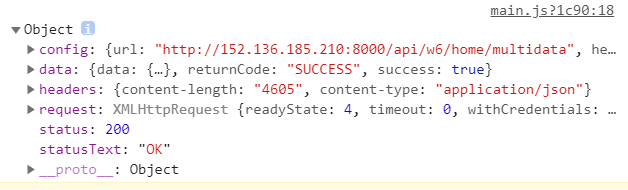 main.js?1c90:18
▼Object i
▶config: {url: "http://152.136.185.210:8000/api/w6/home/multidata", he…
▶data: {data: {…}, returnCode: "SUCCESS", success: true}
▶headers: {content-length: "4605", content-type: "application/json"}
▶request: XMLHttpRequest {readyState: 4, timeout: 0, withCredentials: …
status: 200
statusText: "OK"
▶__proto__: Object